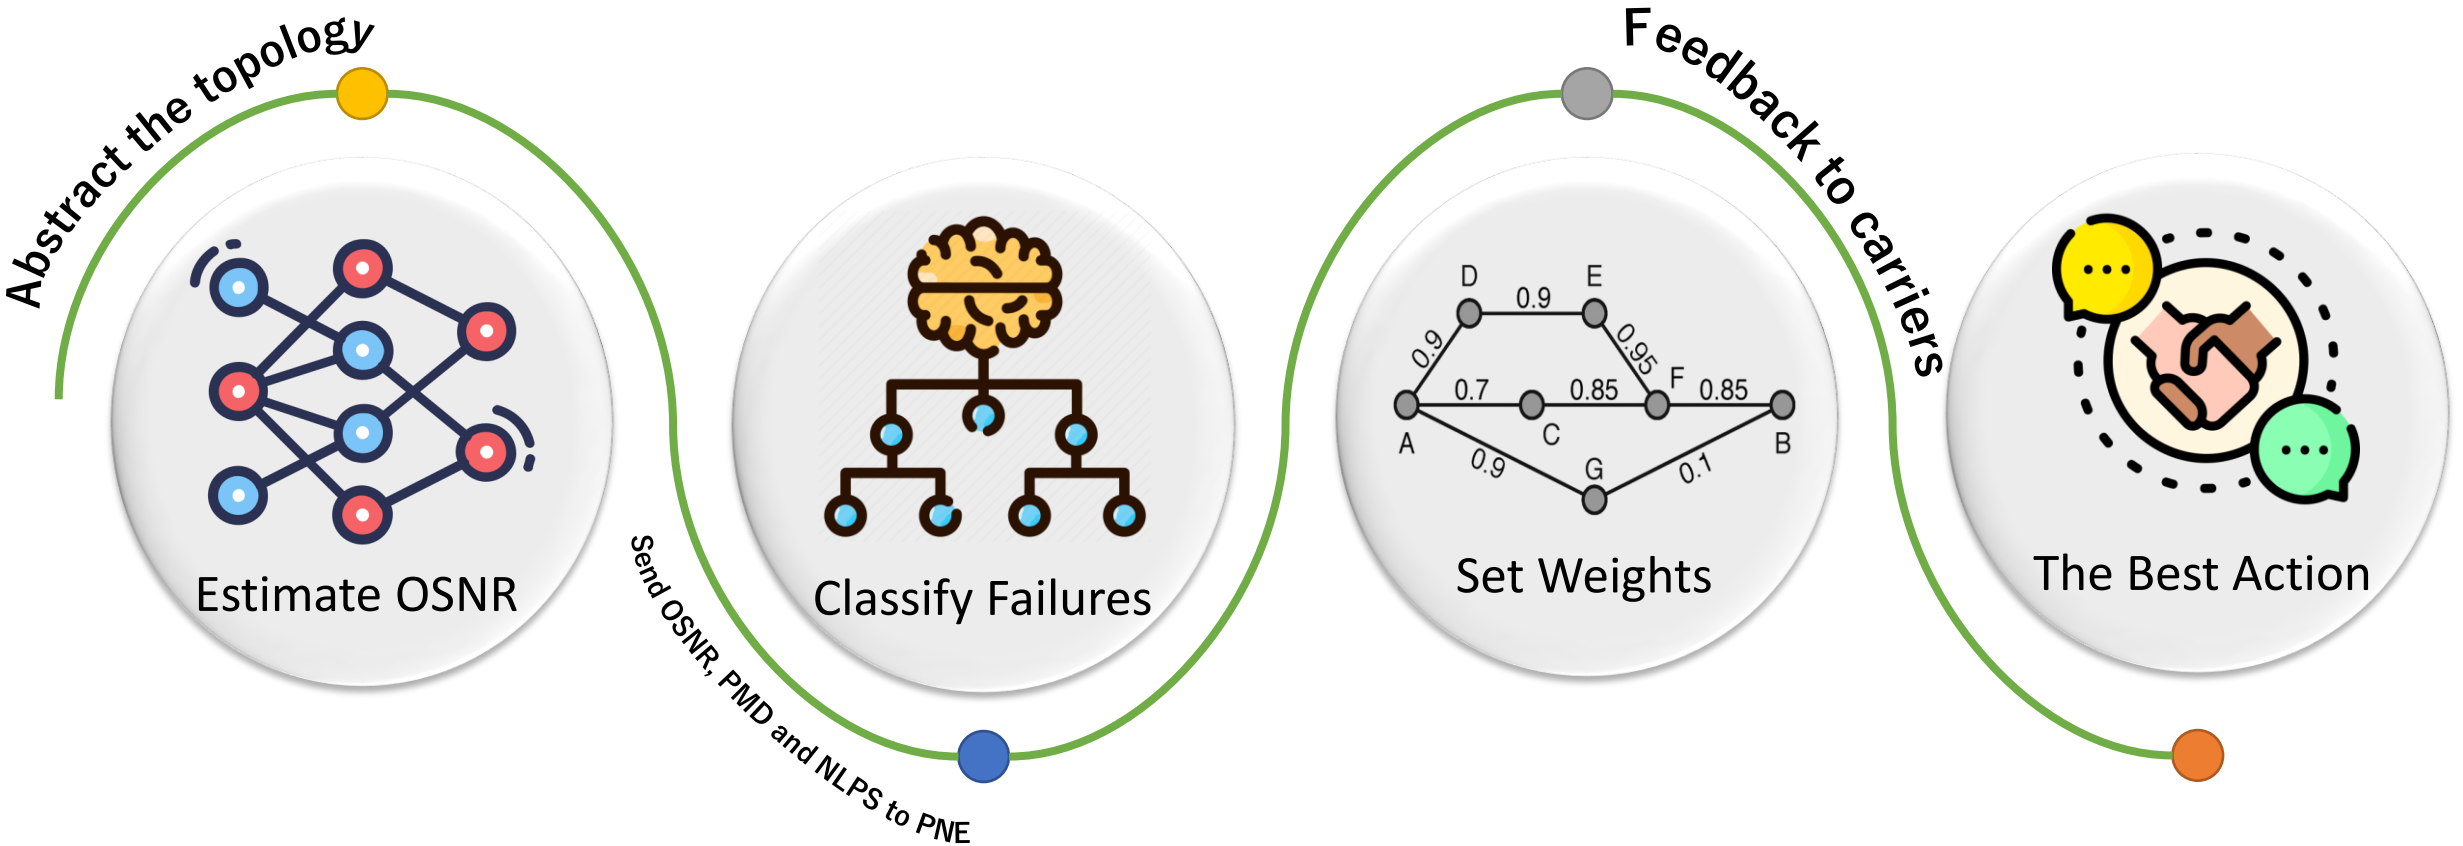 Abstract the topology
Estimate OSNR
Send OSNR, PMD and NLPS to PNE
Classify Failures
D
E
0.9
0.9
0.95
F
0.7
0.85
0.85
A
C
B
0.9
G
0.1
Set Weights
Feedback to carriers
The Best Action